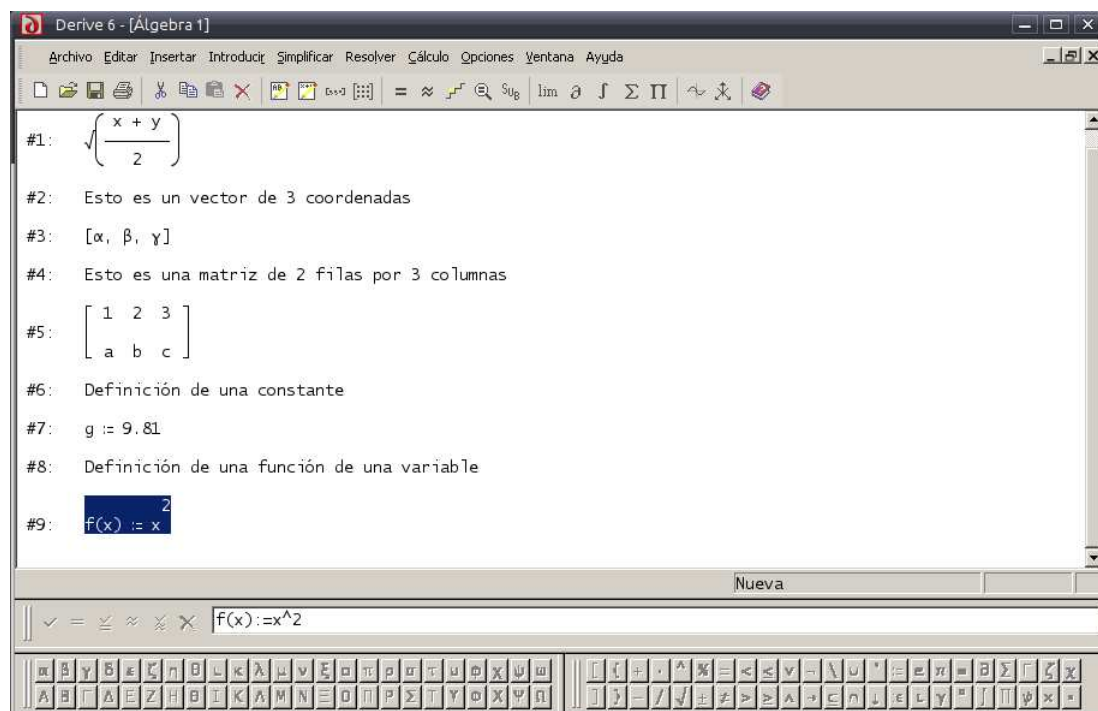 Derive 6 - [Álgebra 1]
Archivo Editar Insertar Introducir Simplificar Resolver Cálculo Opciones Ventana Ayuda
= ≈ Sub lim ∂ ∫ Σ Π
#1: √((x + y)/2)
#2: Esto es un vector de 3 coordenadas
#3: [α, β, γ]
#4: Esto es una matriz de 2 filas por 3 columnas
#5: [1 2 3
a b c]
#6: Definición de una constante
#7: g := 9.81
#8: Definición de una función de una variable
#9: f(x) := x²
Nueva
f(x):=x^2
α β γ δ ε ζ η θ ι κ λ μ ν ξ ο π ρ σ τ υ φ χ ψ ω
Α Β Γ Δ Ε Ζ Η Θ Ι Κ Λ Μ Ν Ξ Ο Π Ρ Σ Τ Υ Φ Χ Ψ Ω